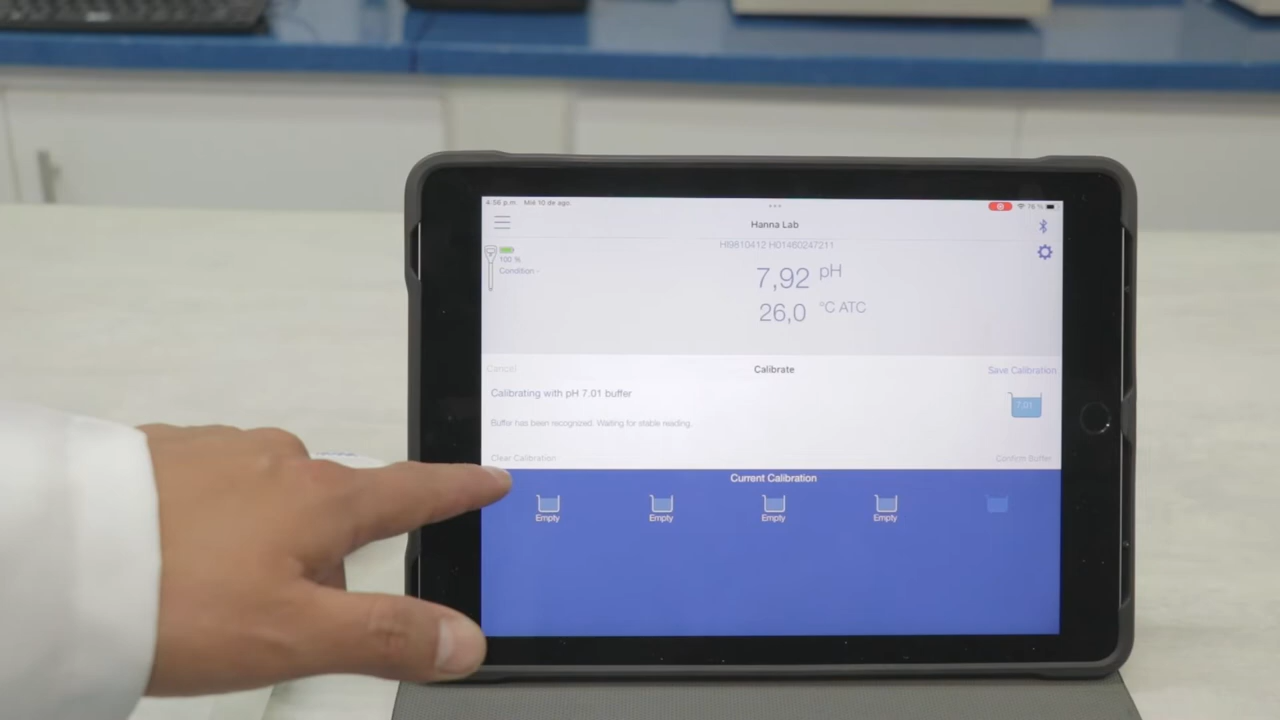 4:56 p.m. Mié 10 de ago.
76 %
Hanna Lab
HI9810412 H01460247211
100 %
Condition -
7,92 pH
26,0 °C ATC
Cancel
Calibrate
Save Calibration
Calibrating with pH 7.01 buffer
7.01
Buffer has been recognized. Waiting for stable reading.
Clear Calibration
Confirm Buffer
Current Calibration
Empty
Empty
Empty
Empty